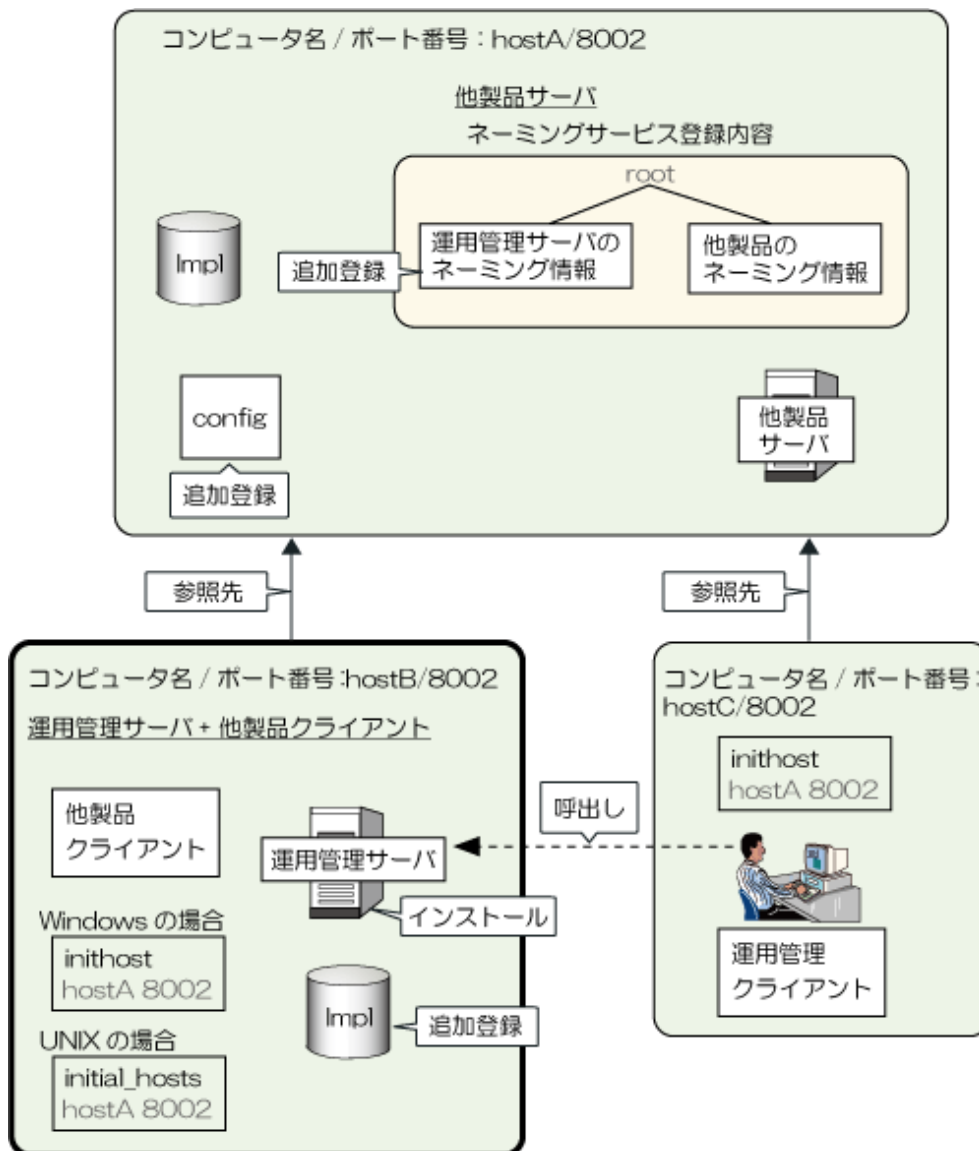 コンピュータ名 / ポート番号：hostA/8002
他製品サーバ
ネーミングサービス登録内容
root
Impl
追加登録
運用管理サーバの
ネーミング情報
他製品の
ネーミング情報
config
追加登録
他製品
サーバ
参照先
参照先
コンピュータ名 / ポート番号:hostB/8002
運用管理サーバ + 他製品クライアント
他製品
クライアント
運用管理サーバ
インストール
Windows の場合
inithost
hostA 8002
Impl
追加登録
UNIX の場合
initial_hosts
hostA 8002
呼出し
コンピュータ名 / ポート番号:
hostC/8002
inithost
hostA 8002
運用管理
クライアント